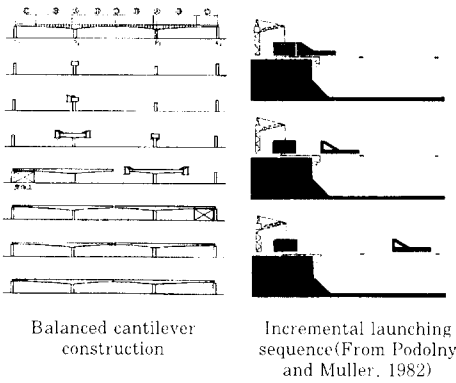 Balanced cantilever
construction
Incremental launching
sequence(From Podolny
and Muller, 1982)